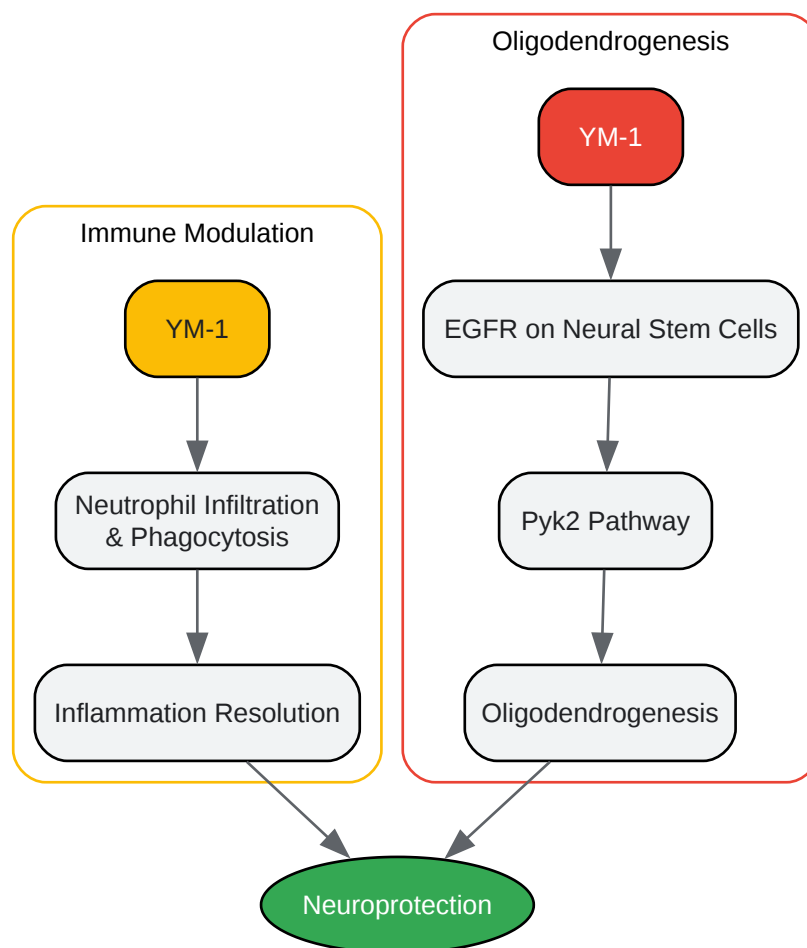 Immune Modulation
YM-1
Neutrophil Infiltration
& Phagocytosis
Inflammation Resolution
Oligodendrogenesis
YM-1
EGFR on Neural Stem Cells
Pyk2 Pathway
Oligodendrogenesis
Neuroprotection